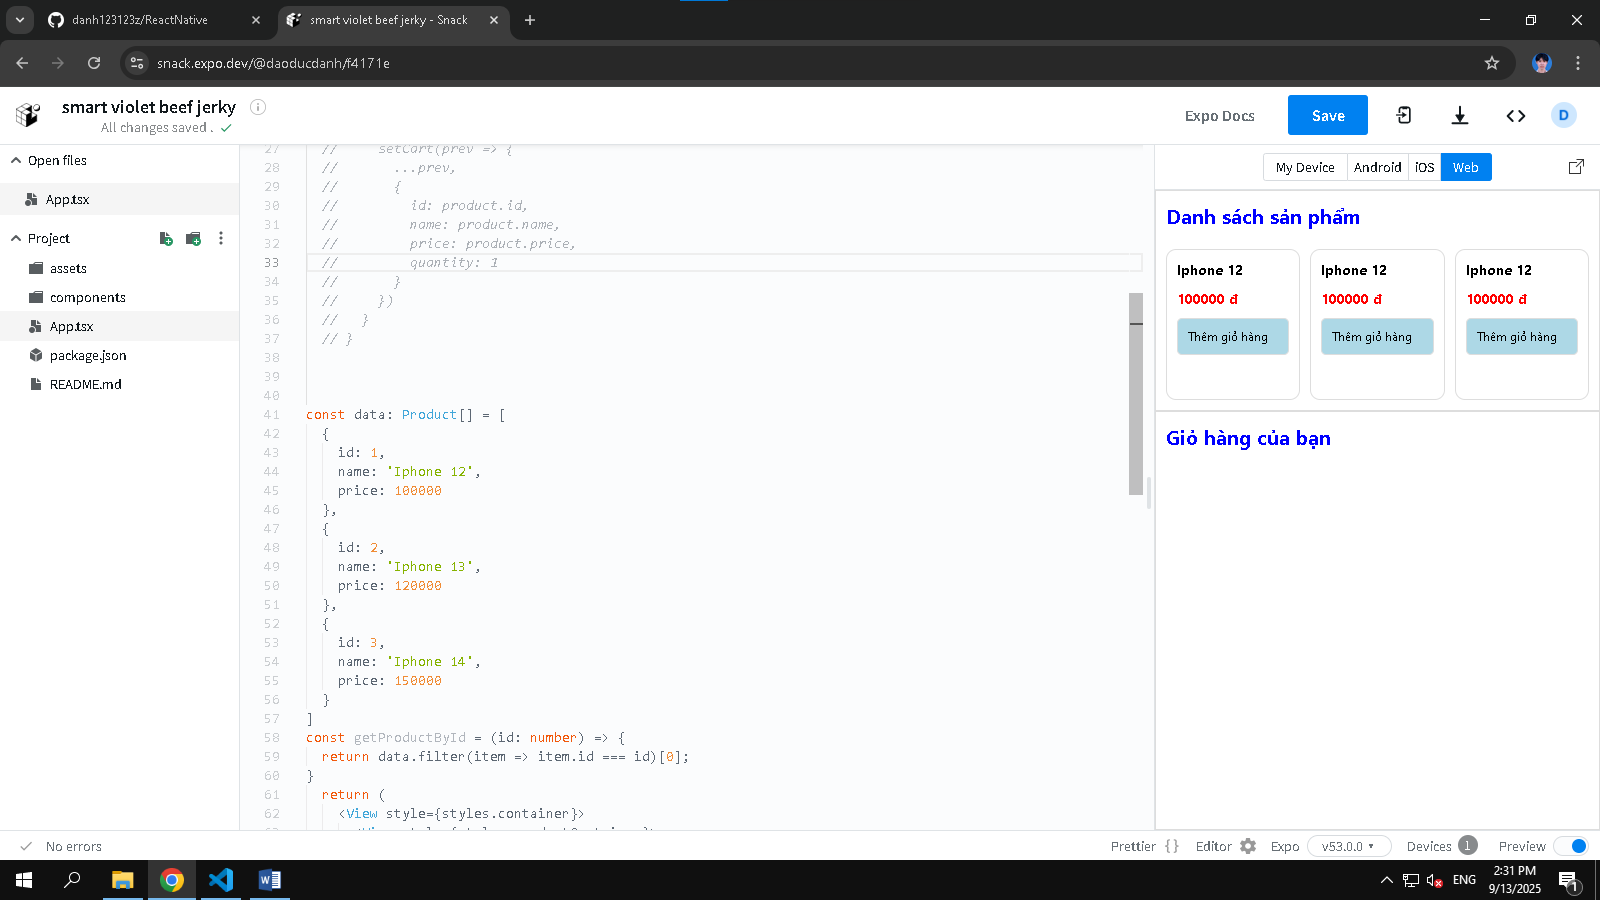 danh123123z/ReactNative
smart violet beef jerky - Snack
snack.expo.dev/@daoducdanh/f4171e
smart violet beef jerky
All changes saved .
Expo Docs
Save
D
Open files
App.tsx
Project
assets
components
App.tsx
package.json
README.md
27 //     setCart(prev => {
28 //       ...prev,
29 //       {
30 //         id: product.id,
31 //         name: product.name,
32 //         price: product.price,
33 //         quantity: 1
34 //       }
35 //     })
36 //   }
37 // }
38
39
40
41 const data: Product[] = [
42 {
43 id: 1,
44 name: 'Iphone 12',
45 price: 100000
46 },
47 {
48 id: 2,
49 name: 'Iphone 13',
50 price: 120000
51 },
52 {
53 id: 3,
54 name: 'Iphone 14',
55 price: 150000
56 }
57 ]
58 const getProductById = (id: number) => {
59 return data.filter(item => item.id === id)[0];
60 }
61 return (
62 <View style={styles.container}>
My Device Android iOS Web
Danh sách sản phẩm
Iphone 12 Iphone 12 Iphone 12
100000 đ 100000 đ 100000 đ
Thêm giỏ hàng Thêm giỏ hàng Thêm giỏ hàng
Giỏ hàng của bạn
No errors
Prettier {} Editor Expo v53.0.0 Devices 1 Preview
ENG
2:31 PM
9/13/2025
1